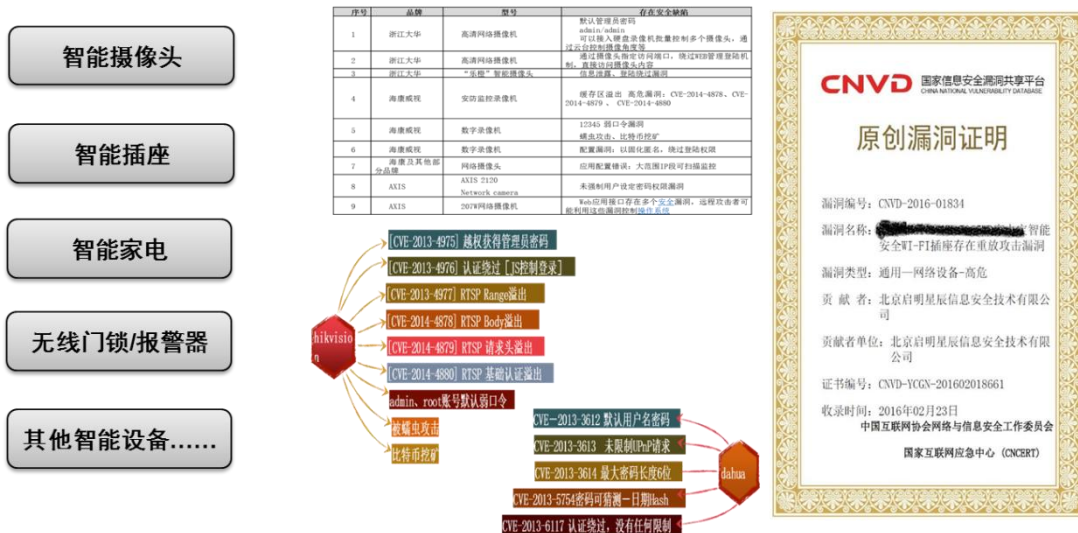 智能摄像头
智能插座
智能家电
无线门锁/报警器
其他智能设备……
序号 品牌 型号 存在安全缺陷
1 浙江大华 高清网络摄像机 默认管理员密码
admin/admin
可以接入硬盘录像机批量控制多个摄像头，通
过云台控制摄像角度等
2 浙江大华 高清网络摄像机 通过摄像头指定访问端口，绕过WEB管理登陆机
制，直接访问摄像头内容
3 浙江大华 “乐橙”智能摄像头 信息泄露、登陆绕过漏洞
4 海康威视 安防监控录像机 缓存区溢出 高危漏洞：CVE-2014-4878、CVE-
2014-4879 、 CVE-2014-4880
5 海康威视 数字录像机 12345 弱口令漏洞
蠕虫攻击、比特币挖矿
6 海康威视 数字录像机 配置漏洞：以固化匿名，绕过登陆权限
7 海康及其他部
分品牌 网络摄像头 应用配置错误：大范围IP段可扫描监控
8 AXIS AXIS 2120
Network camera 未强制用户设定密码权限漏洞
9 AXIS 207W网络摄像机 Web应用接口存在多个安全漏洞，远程攻击者可
能利用这些漏洞控制操作系统
hikvisio
n
[CVE-2013-4975] 越权获得管理员密码
[CVE-2013-4976] 认证绕过 [JS控制登录]
[CVE-2013-4977] RTSP Range溢出
[CVE-2014-4878] RTSP Body溢出
[CVE-2014-4879] RTSP 请求头溢出
[CVE-2014-4880] RTSP 基础认证溢出
admin、root账号默认弱口令
被蠕虫攻击
比特币挖矿
CVE－2013-3612 默认用户名密码
CVE-2013-3613 未限制UPnP请求
CVE-2013-3614 最大密码长度6位
CVE-2013-5754密码可猜测－日期Hash
CVE-2013-6117 认证绕过，没有任何限制
dahua
CNVD 国家信息安全漏洞共享平台
CHINA NATIONAL VULNERABILITY DATABASE
原创漏洞证明
漏洞编号：CNVD-2016-01834
漏洞名称：智能
安全WI-FI插座存在重放攻击漏洞
漏洞类型：通用—网络设备-高危
贡 献 者：北京启明星辰信息安全技术有限公
司
贡献者单位：北京启明星辰信息安全技术有限
公司
证书编号：CNVD-YCGN-201602018661
收录时间：2016年02月23日
中国互联网协会网络与信息安全工作委员会
国家互联网应急中心 (CNCERT)